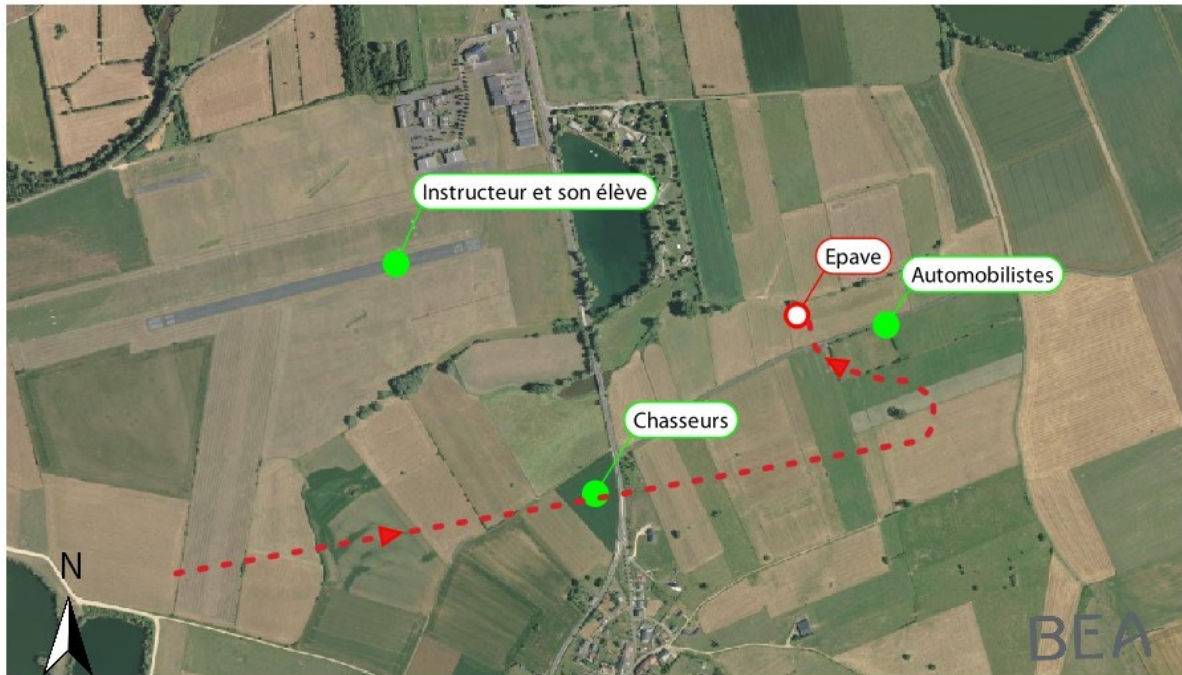 Instructeur et son élève
Epave
Automobilistes
Chasseurs
N
BEA